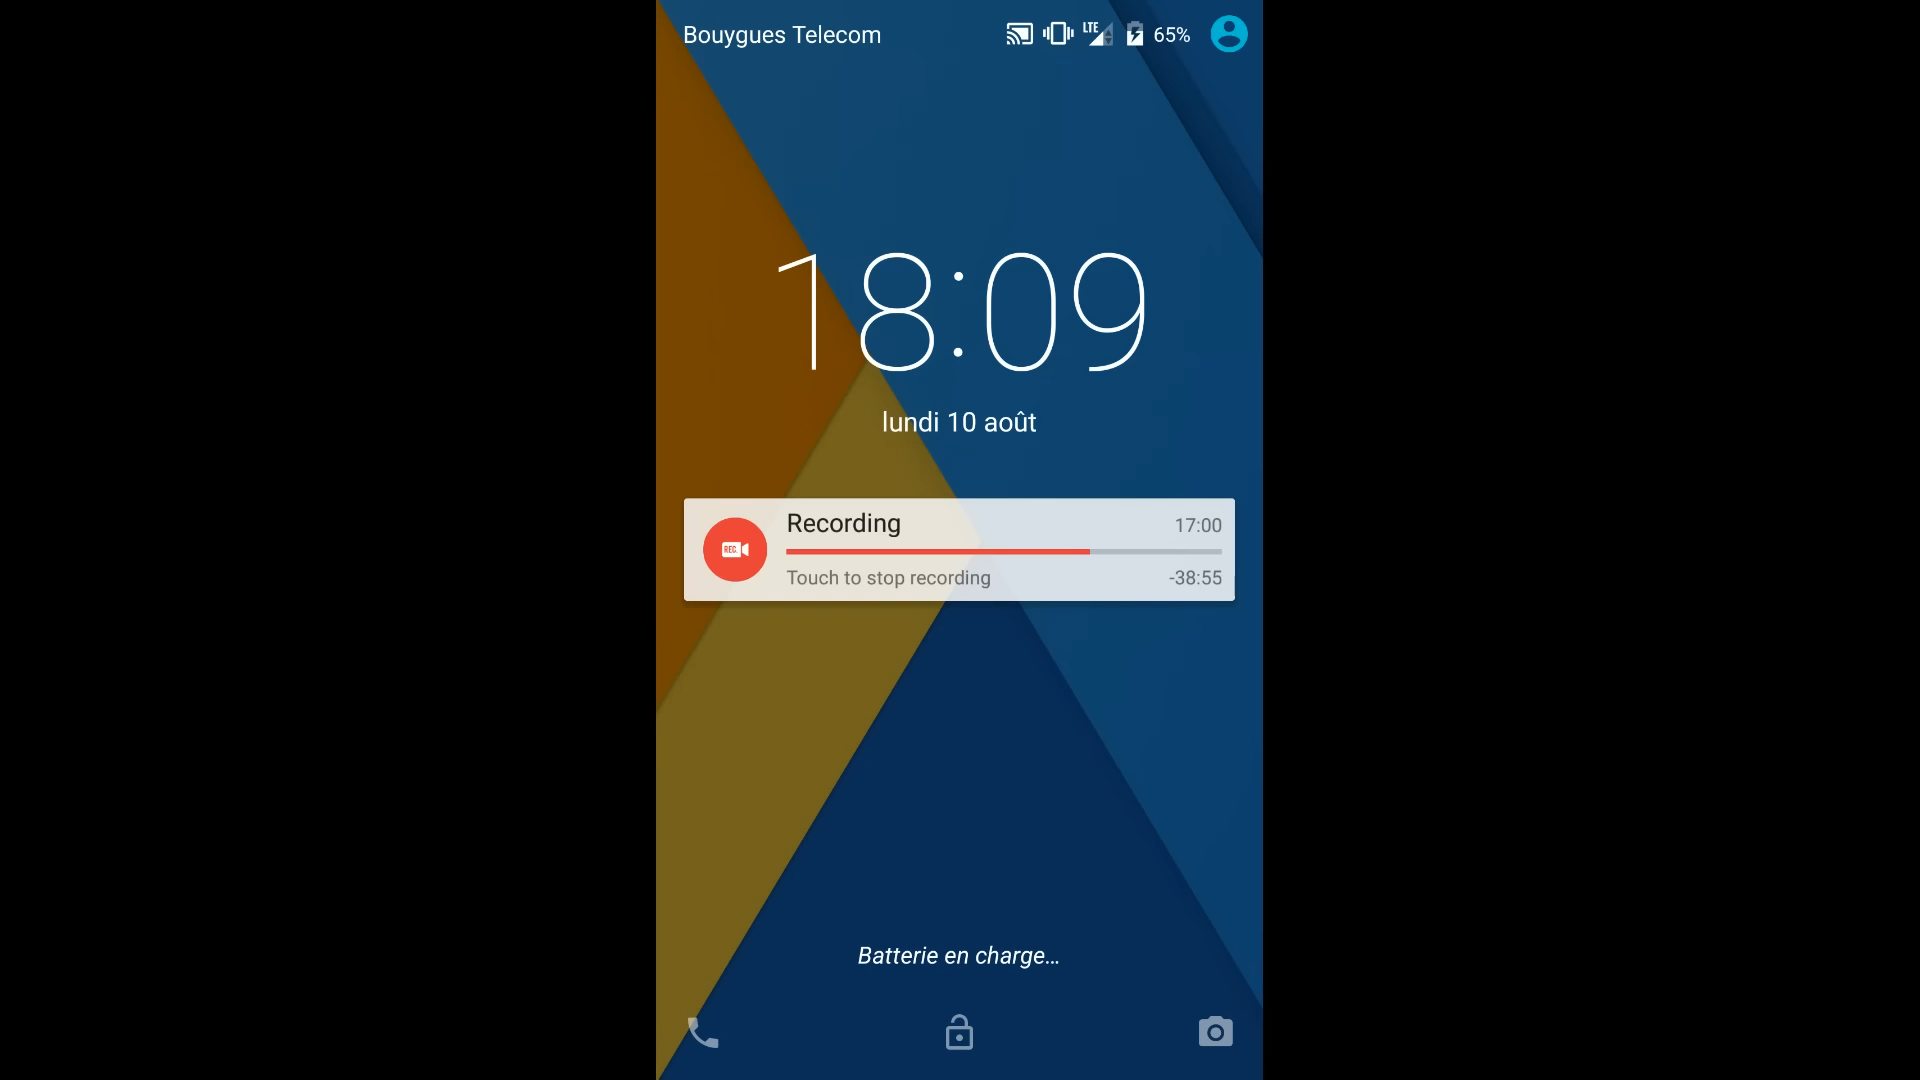 Bouygues Telecom LTE 65%
18:09
lundi 10 août
Recording 17:00
REC.
Touch to stop recording -38:55
Batterie en charge...